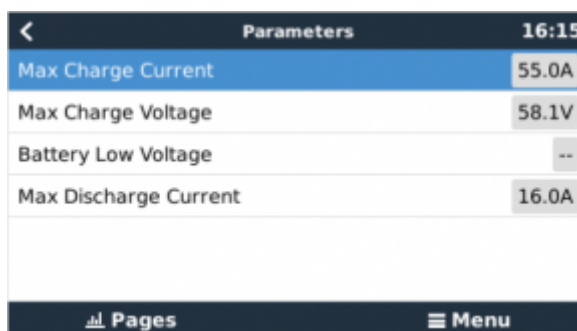 Parameters 16:15
Max Charge Current 55.0A
Max Charge Voltage 58.1V
Battery Low Voltage --
Max Discharge Current 16.0A
Pages Menu